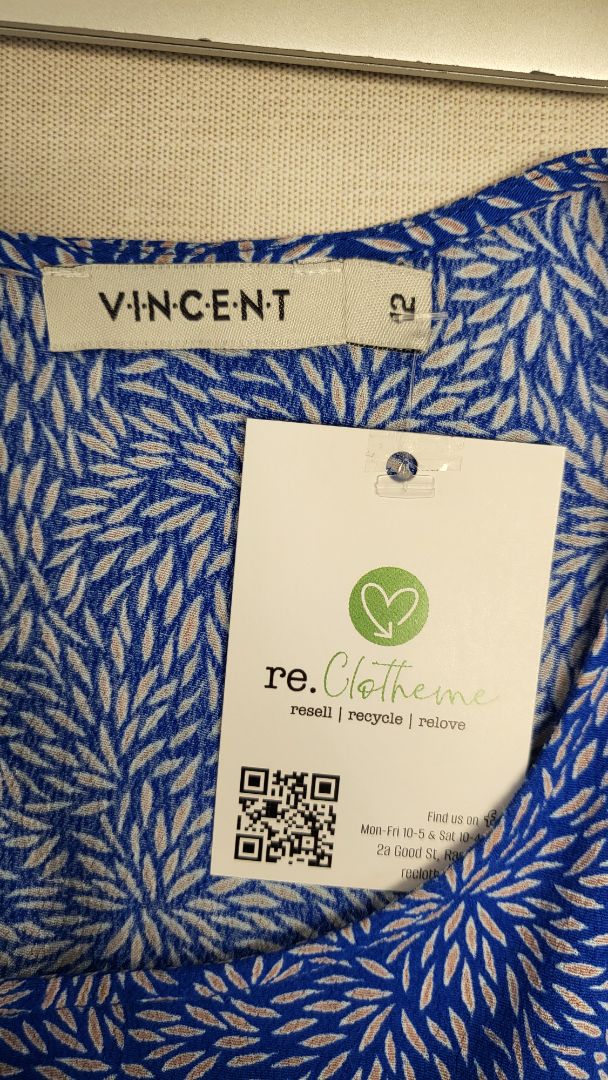 V·I·N·C·E·N·T
12
re.Clotheme
resell | recycle | relove
Find us on
Mon-Fri 10-5 & Sat 10-
2a Good St,